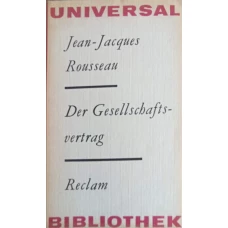 UNIVERSAL
Jean-Jacques
Rousseau
Der Gesellschafts-
vertrag
Reclam
BIBLIOTHEK